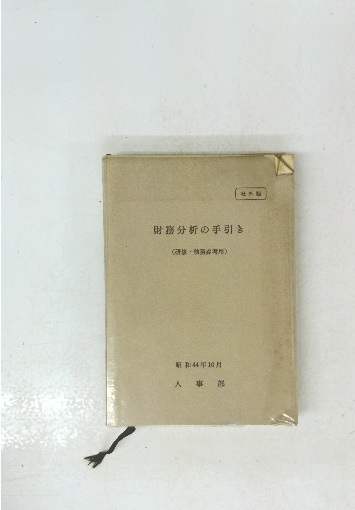 社外秘
財務分析の手引き
(研修・執務参考用)
昭和44年10月
人事部